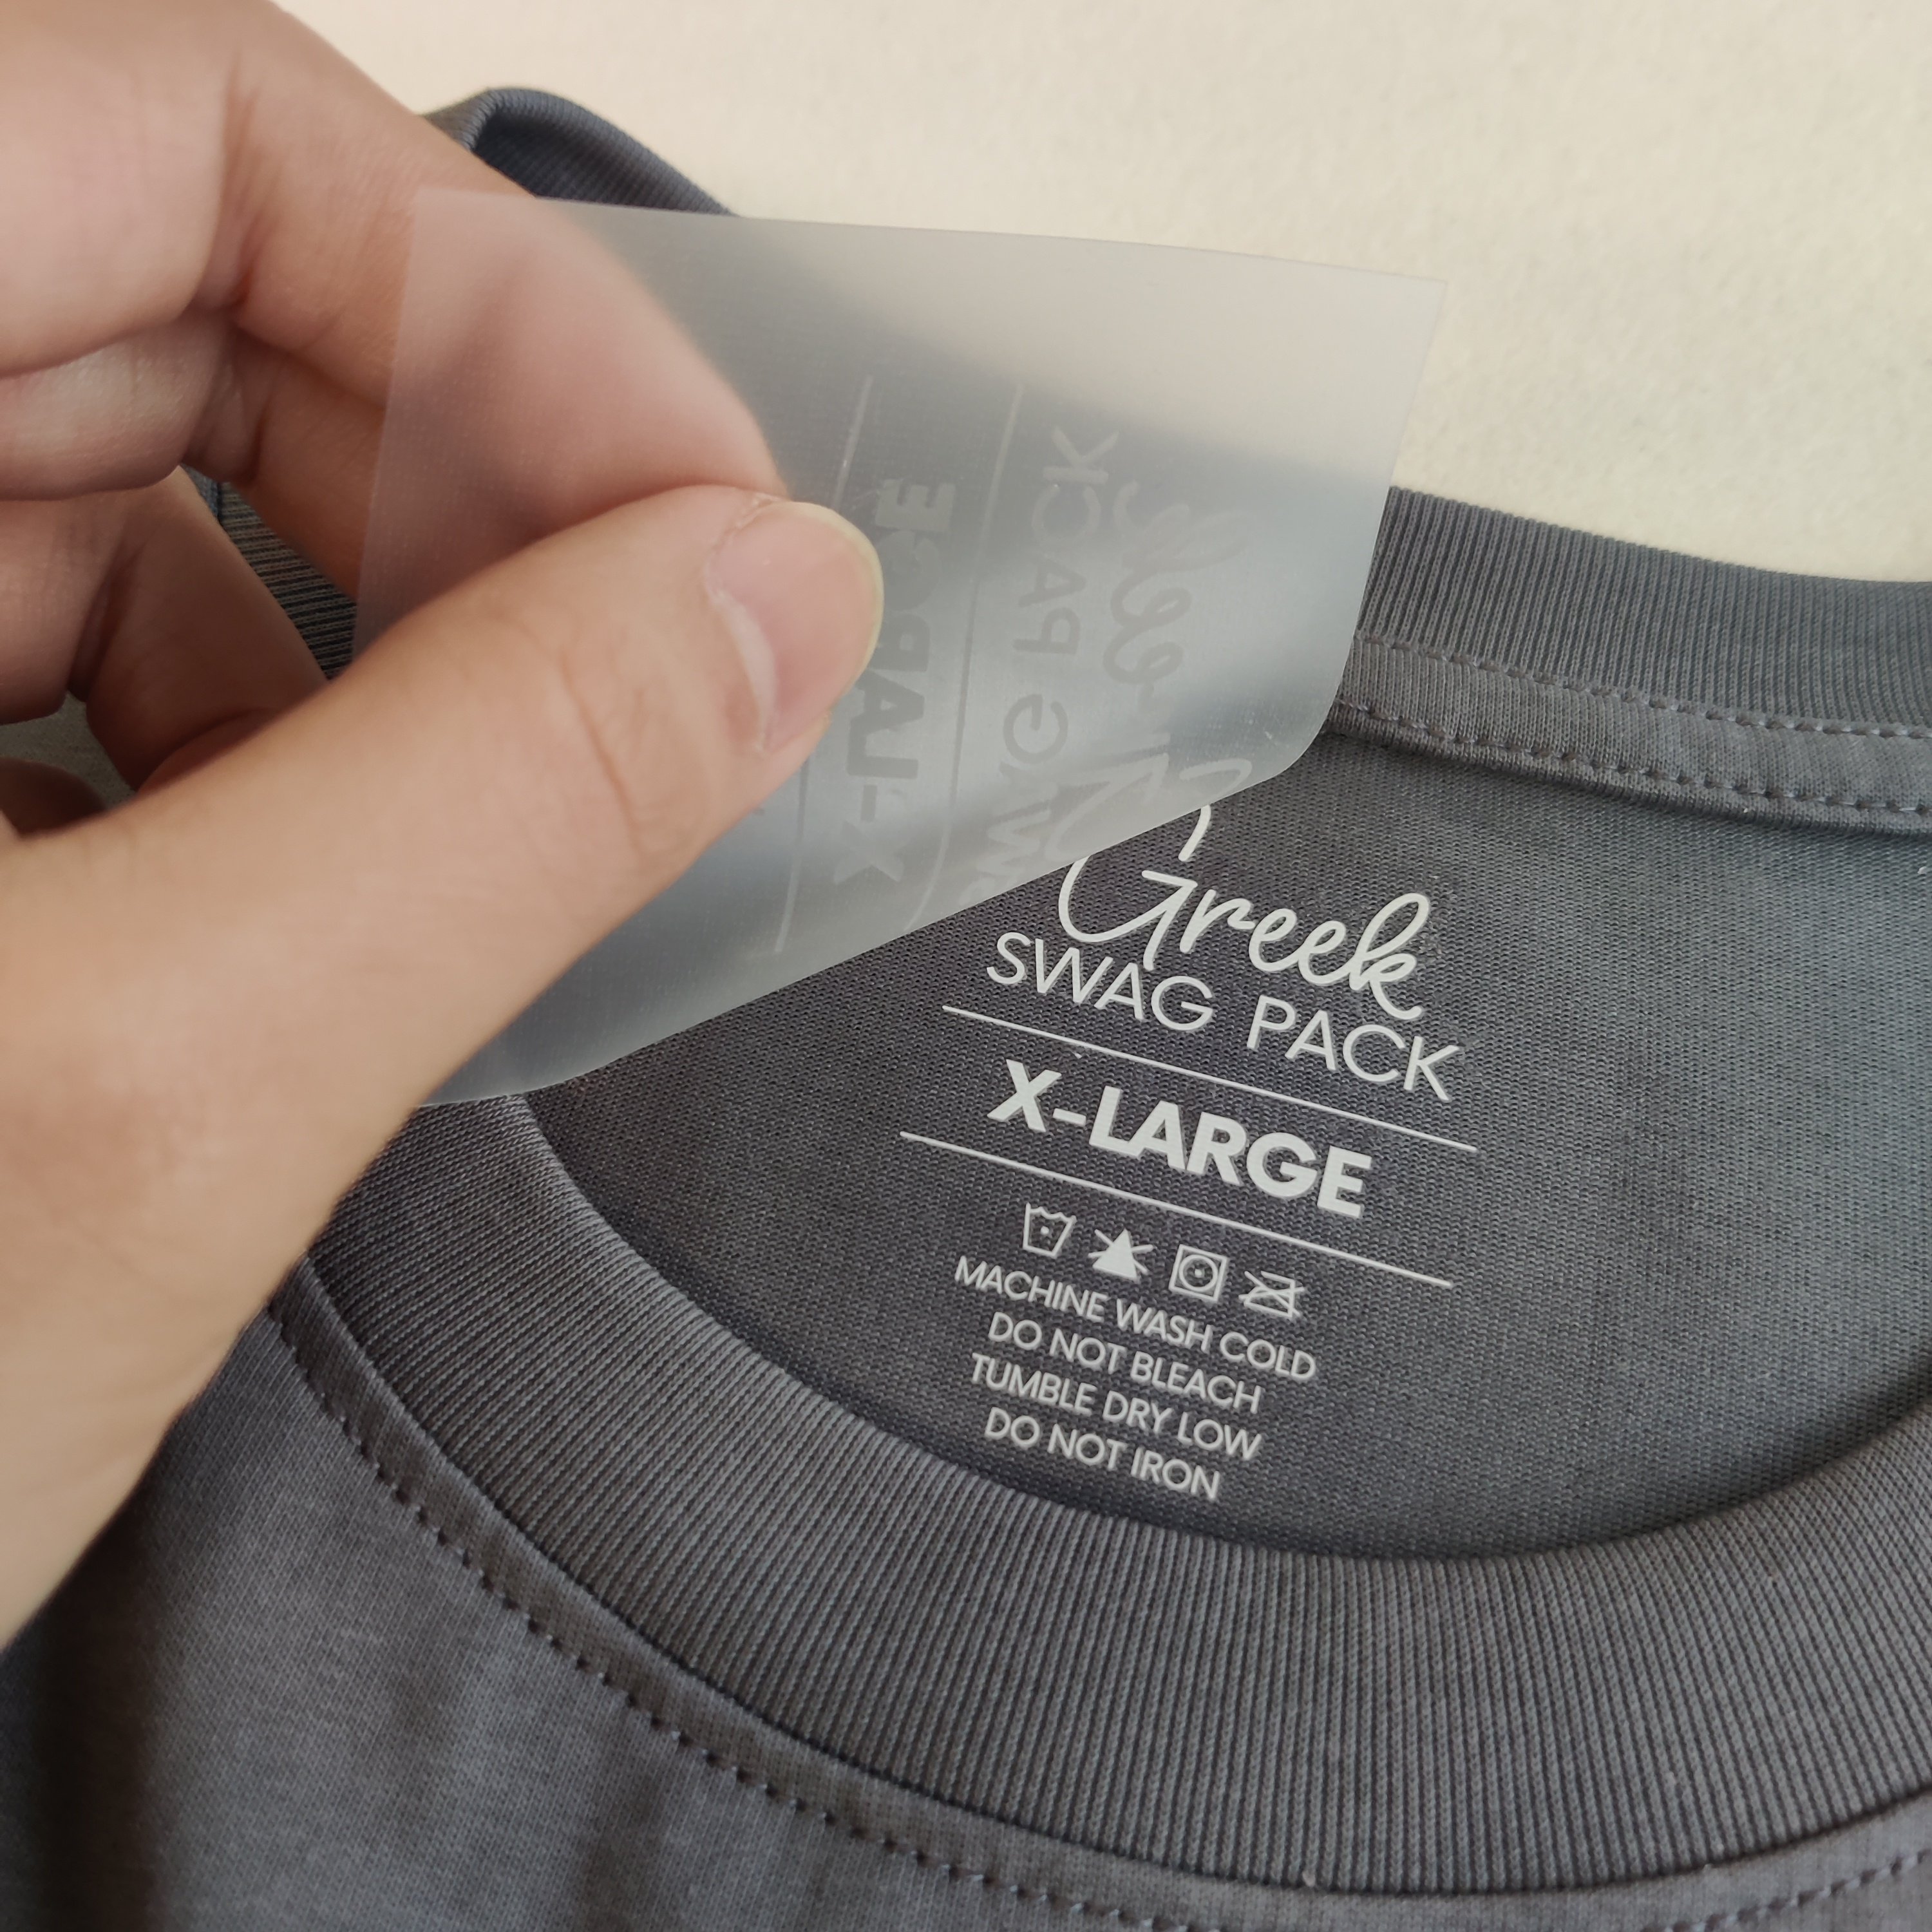 Greek
SWAG PACK
X-LARGE
MACHINE WASH COLD
DO NOT BLEACH
TUMBLE DRY LOW
DO NOT IRON